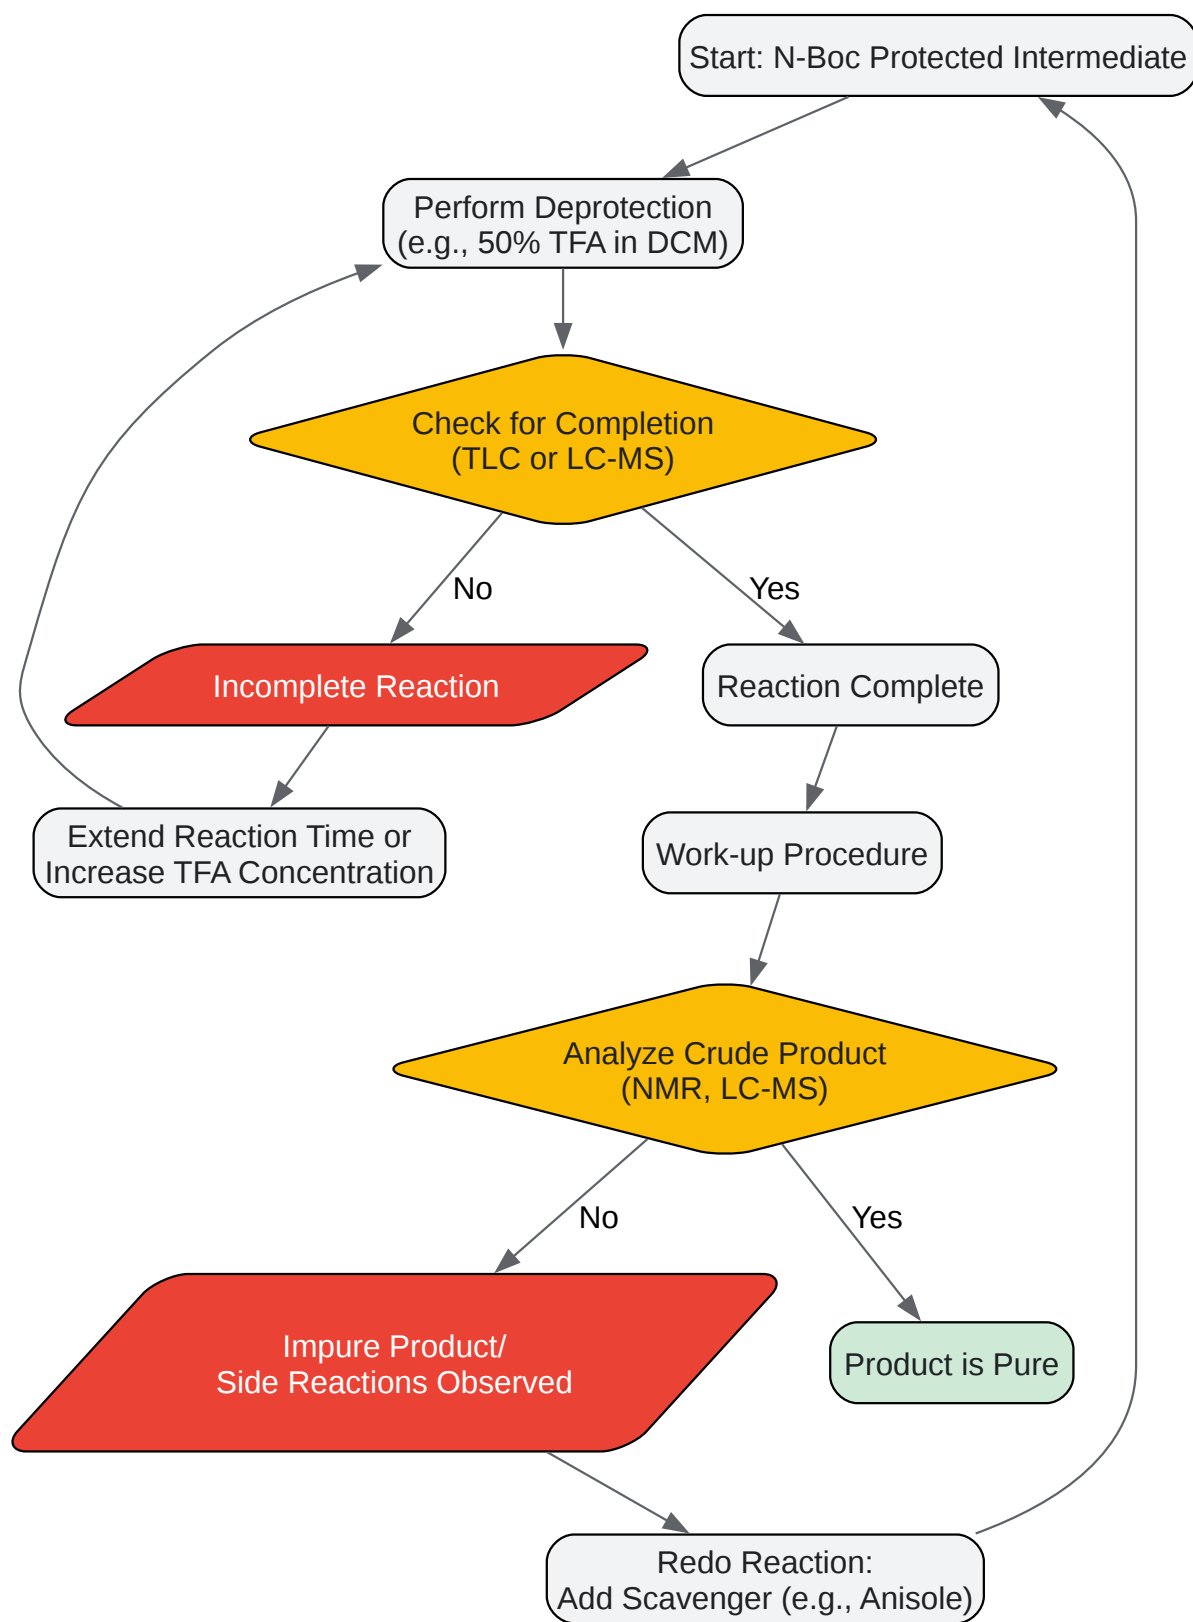 Start: N-Boc Protected Intermediate
Perform Deprotection
(e.g., 50% TFA in DCM)
Check for Completion
(TLC or LC-MS)
No
Yes
Incomplete Reaction
Reaction Complete
Extend Reaction Time or
Increase TFA Concentration
Work-up Procedure
Analyze Crude Product
(NMR, LC-MS)
No
Yes
Impure Product/
Side Reactions Observed
Product is Pure
Redo Reaction:
Add Scavenger (e.g., Anisole)